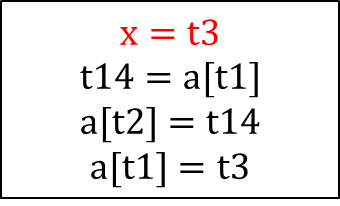 x = t3
t14 = a[t1]
a[t2] = t14
a[t1] = t3